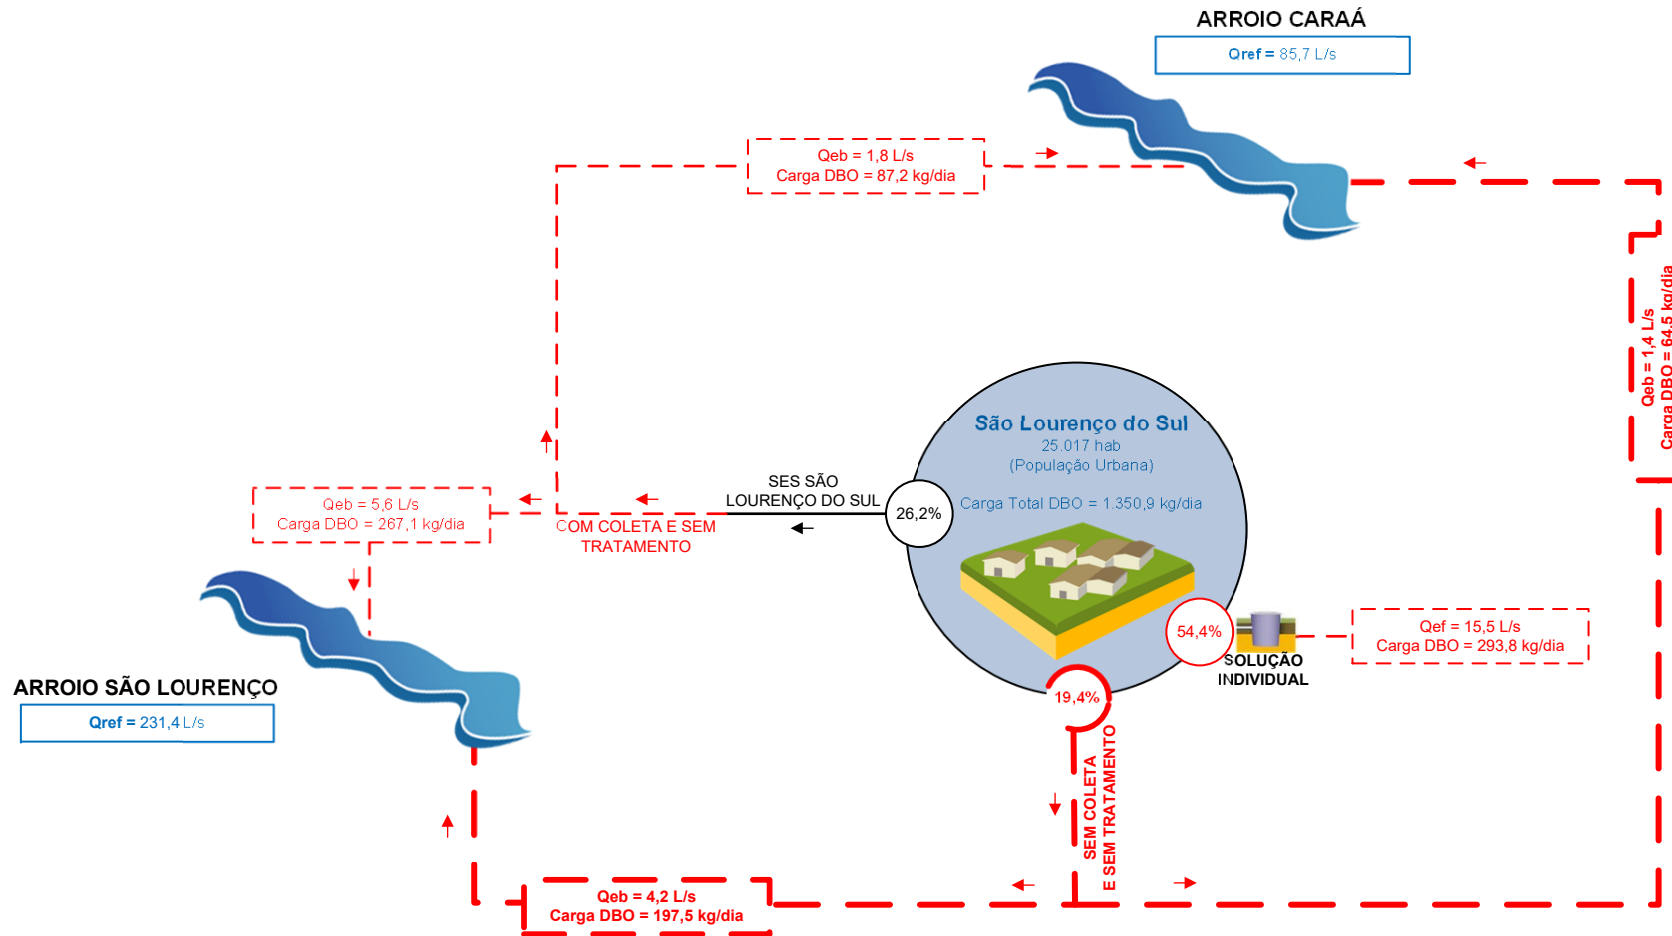 ARROIO CARAÁ
Qref = 85,7 L/s
Qeb = 1,8 L/s
Carga DBO = 87,2 kg/dia
Qeb = 1,4 L/s
Carga DBO = 64,5 kg/dia
São Lourenço do Sul
25.017 hab
(População Urbana)
Carga Total DBO = 1.350,9 kg/dia
SES SÃO
LOURENÇO DO SUL
26,2%
Qeb = 5,6 L/s
Carga DBO = 267,1 kg/dia
COM COLETA E SEM
TRATAMENTO
54,4%
SOLUÇÃO
INDIVIDUAL
Qef = 15,5 L/s
Carga DBO = 293,8 kg/dia
19,4%
ARROIO SÃO LOURENÇO
Qref = 231,4 L/s
SEM COLETA
E SEM TRATAMENTO
Qeb = 4,2 L/s
Carga DBO = 197,5 kg/dia